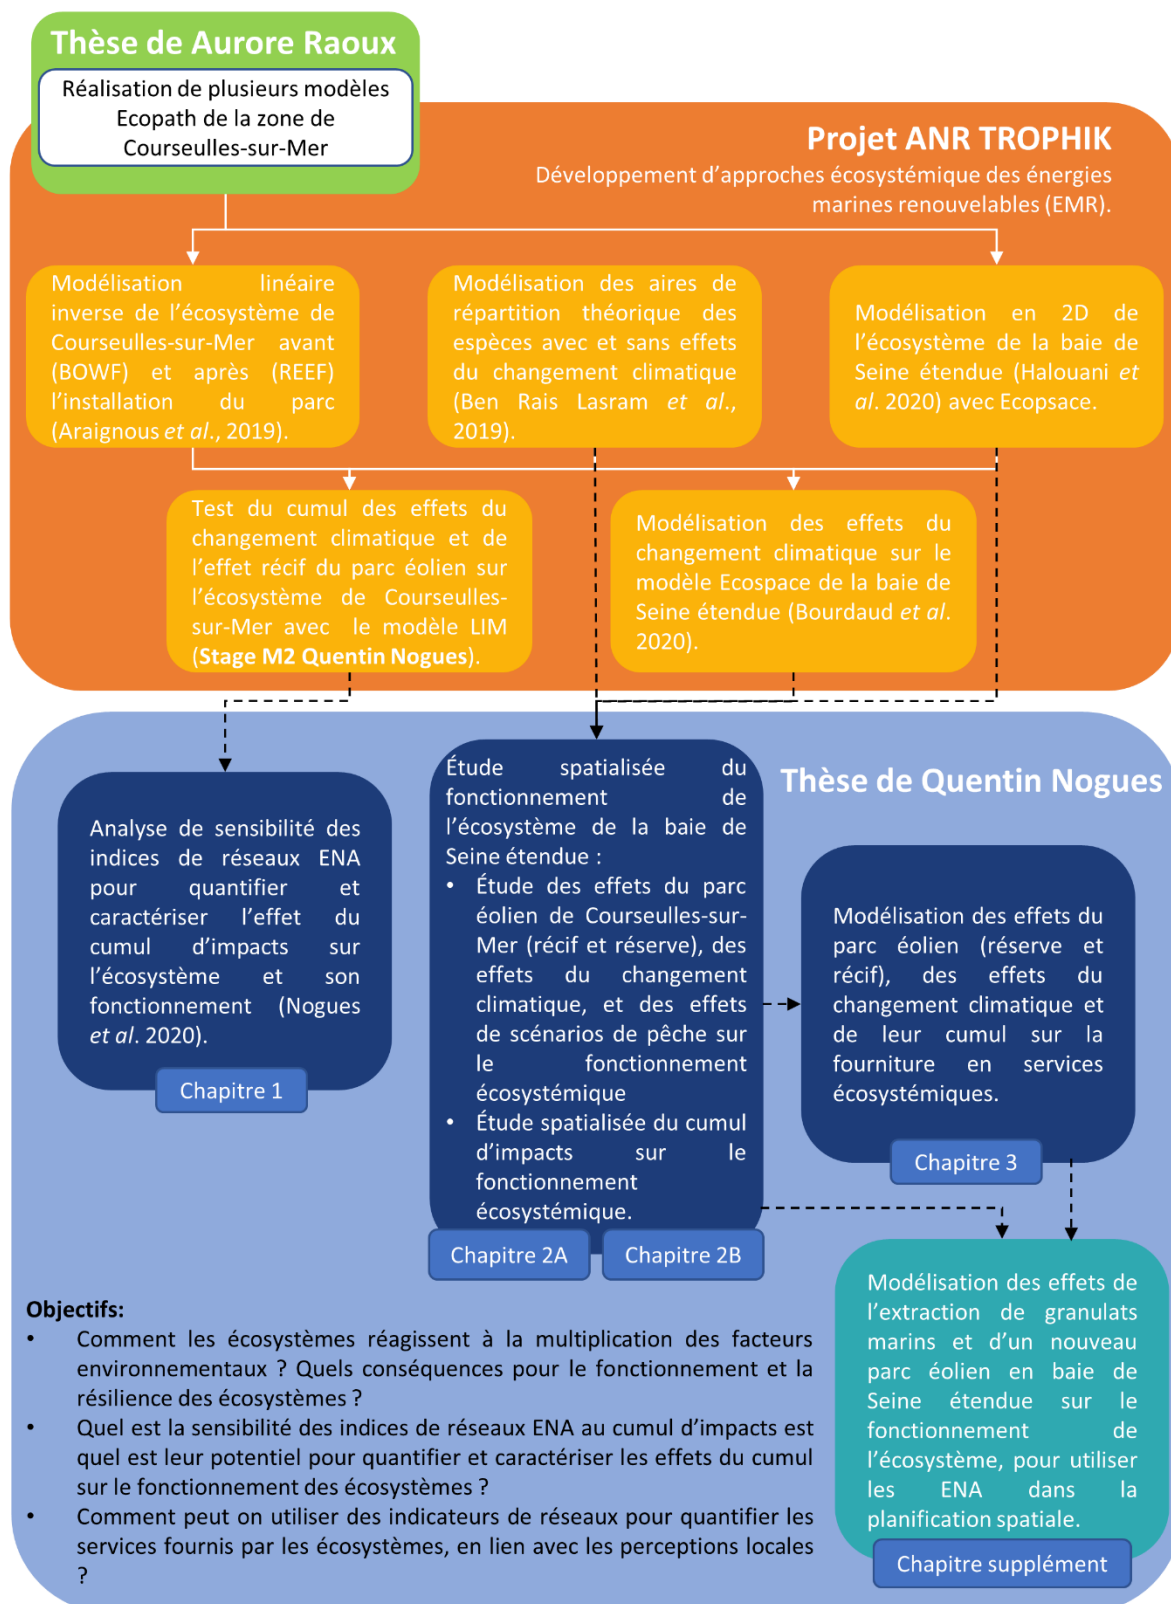 Thèse de Aurore Raoux
Réalisation de plusieurs modèles
Ecopath de la zone de
Courseulles-sur-Mer
Projet ANR TROPHIK
Développement d'approches écosystémique des énergies
marines renouvelables (EMR).
Modélisation linéaire
inverse de l'écosystème de
Courseulles-sur-Mer avant
(BOWF) et après (REEF)
l'installation du parc
(Araignous et al., 2019).
Modélisation des aires de
répartition théorique des
espèces avec et sans effets
du changement climatique
(Ben Rais Lasram et al.,
2019).
Modélisation en 2D de
l'écosystème de la baie de
Seine étendue (Halouani et
al. 2020) avec Ecopsace.
Test du cumul des effets du
changement climatique et de
l'effet récif du parc éolien sur
l'écosystème de Courseulles-
sur-Mer avec le modèle LIM
(Stage M2 Quentin Nogues).
Modélisation des effets du
changement climatique sur le
modèle Ecospace de la baie de
Seine étendue (Bourdaud et al.
2020).
Thèse de Quentin Nogues
Analyse de sensibilité des
indices de réseaux ENA
pour quantifier et
caractériser l'effet du
cumul d'impacts sur
l'écosystème et son
fonctionnement (Nogues
et al. 2020).
Chapitre 1
Étude spatialisée du
fonctionnement de
l'écosystème de la baie de
Seine étendue :
• Étude des effets du parc
éolien de Courseulles-sur-
Mer (récif et réserve), des
effets du changement
climatique, et des effets
de scénarios de pêche sur
le fonctionnement
écosystémique
• Étude spatialisée du cumul
d'impacts sur le
fonctionnement
écosystémique.
Chapitre 2A
Chapitre 2B
Modélisation des effets du
parc éolien (réserve et
récif), des effets du
changement climatique et
de leur cumul sur la
fourniture en services
écosystémiques.
Chapitre 3
Modélisation des effets de
l'extraction de granulats
marins et d'un nouveau
parc éolien en baie de
Seine étendue sur le
fonctionnement de
l'écosystème, pour utiliser
les ENA dans la
planification spatiale.
Chapitre supplément
Objectifs:
• Comment les écosystèmes réagissent à la multiplication des facteurs
environnementaux ? Quels conséquences pour le fonctionnement et la
résilience des écosystèmes ?
• Quel est la sensibilité des indices de réseaux ENA au cumul d'impacts est
quel est leur potentiel pour quantifier et caractériser les effets du cumul
sur le fonctionnement des écosystèmes ?
• Comment peut on utiliser des indicateurs de réseaux pour quantifier les
services fournis par les écosystèmes, en lien avec les perceptions locales
?